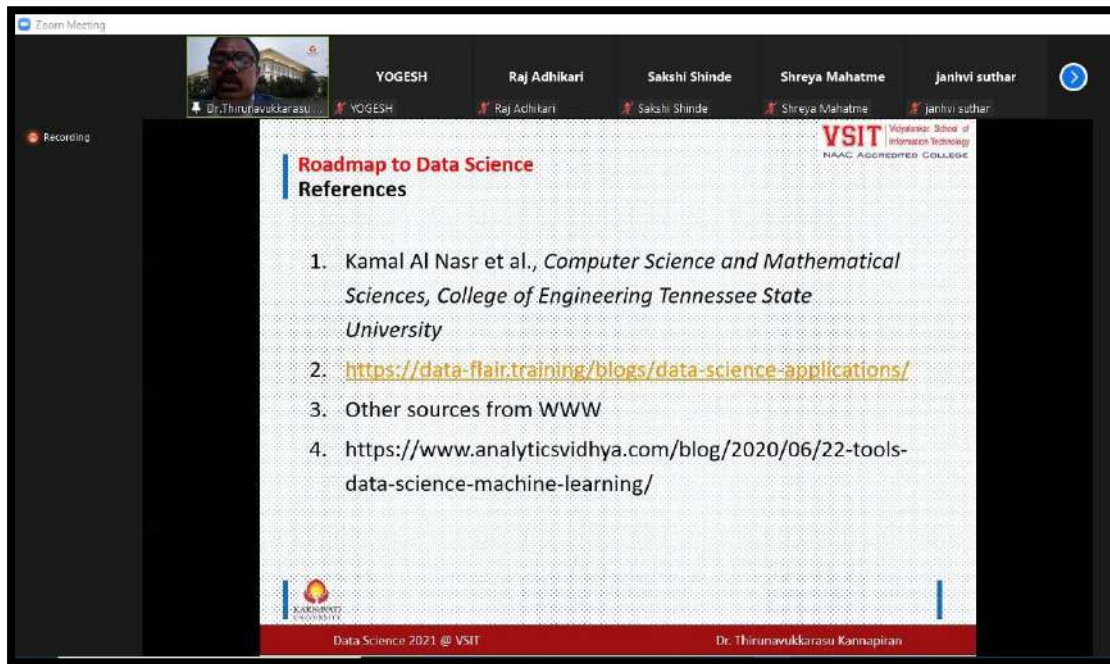 Zoom Meeting
YOGESH
Raj Adhikari
Sakshi Shinde
Shreya Mahatme
janhvi suthar
Dr.Thirunavukkarasu ...
YOGESH
Raj Adhikari
Sakshi Shinde
Shreya Mahatme
janhvi suthar
Recording
VSIT
Vidyalankar School of
Information Technology
NAAC ACCREDITED COLLEGE
Roadmap to Data Science
References
1. Kamal Al Nasr et al., Computer Science and Mathematical
Sciences, College of Engineering Tennessee State
University
2. https://data-flair.training/blogs/data-science-applications/
3. Other sources from WWW
4. https://www.analyticsvidhya.com/blog/2020/06/22-tools-
data-science-machine-learning/
KARNAVATI
UNIVERSITY
Data Science 2021 @ VSIT
Dr. Thirunavukkarasu Kannapiran